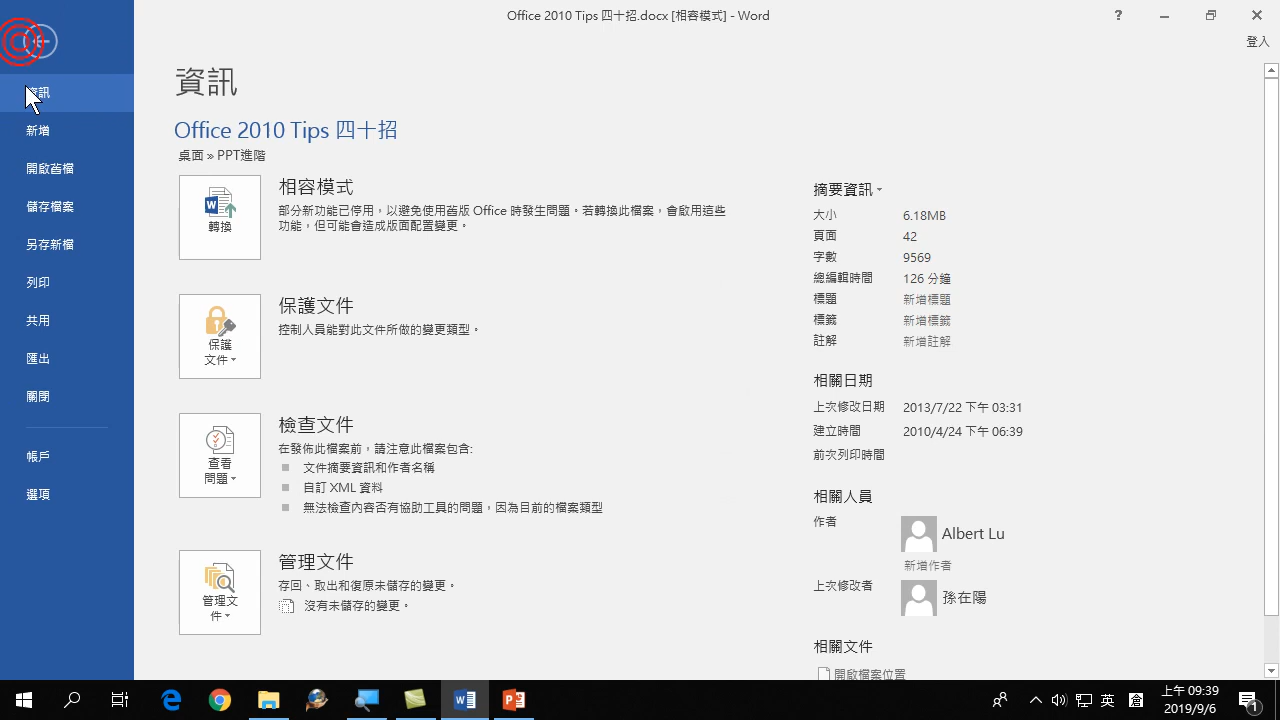 Office 2010 Tips 四十招.docx [相容模式] - Word
?
登入
資訊
新增
開啟舊檔
儲存檔案
另存新檔
列印
共用
匯出
關閉
帳戶
選項
資訊
Office 2010 Tips 四十招
桌面 » PPT進階
轉換
相容模式
部分新功能已停用，以避免使用舊版 Office 時發生問題。若轉換此檔案，會啟用這些
功能，但可能會造成版面配置變更。
保護
文件
保護文件
控制人員能對此文件所做的變更類型。
查看
問題
檢查文件
在發佈此檔案前，請注意此檔案包含:
文件摘要資訊和作者名稱
自訂 XML 資料
無法檢查內容否有協助工具的問題，因為目前的檔案類型
管理文
件
管理文件
存回、取出和復原未儲存的變更。
沒有未儲存的變更。
摘要資訊
大小 6.18MB
頁面 42
字數 9569
總編輯時間 126 分鐘
標題 新增標題
標籤 新增標籤
註解 新增註解
相關日期
上次修改日期 2013/7/22 下午 03:31
建立時間 2010/4/24 下午 06:39
前次列印時間
相關人員
作者 Albert Lu
新增作者
上次修改者 孫在陽
相關文件
開啟檔案位置
英
上午 09:39
2019/9/6
1